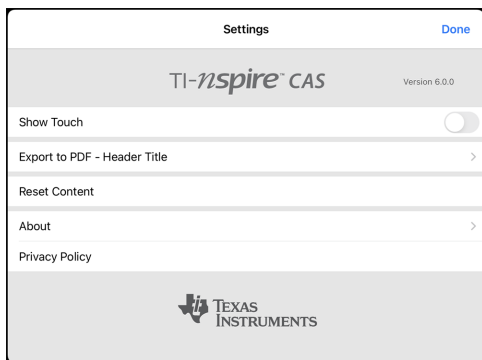 Settings
Done
TI-nspire™ CAS
Version 6.0.0
Show Touch
Export to PDF - Header Title
Reset Content
About
Privacy Policy
TEXAS
INSTRUMENTS